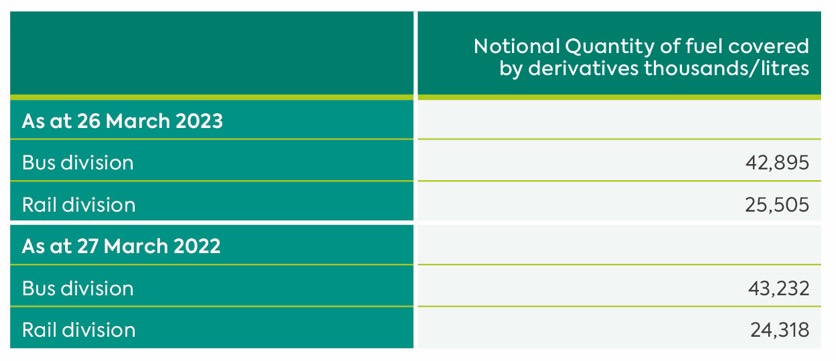 Notional Quantity of fuel covered
by derivatives thousands/litres
As at 26 March 2023
Bus division 42,895
Rail division 25,505
As at 27 March 2022
Bus division 43,232
Rail division 24,318